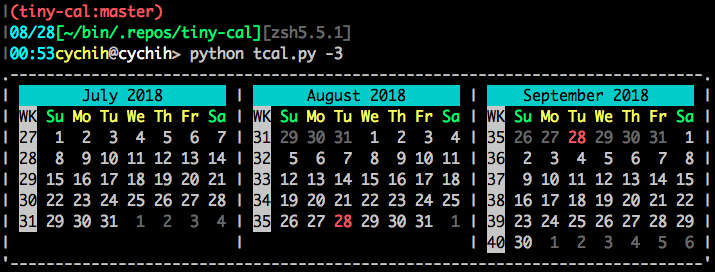 |(tiny-cal:master)
|08/28[~/bin/.repos/tiny-cal][zsh5.5.1]
|00:53cychih@cychih> python tcal.py -3
.-----------------------------------------------------------------------------.
|       July 2018         |      August 2018        |     September 2018      |
| WK Su Mo Tu We Th Fr Sa | WK Su Mo Tu We Th Fr Sa | WK Su Mo Tu We Th Fr Sa |
| 27  1  2  3  4  5  6  7 | 31 29 30 31  1  2  3  4 | 35 26 27 28 29 30 31  1 |
| 28  8  9 10 11 12 13 14 | 32  5  6  7  8  9 10 11 | 36  2  3  4  5  6  7  8 |
| 29 15 16 17 18 19 20 21 | 33 12 13 14 15 16 17 18 | 37  9 10 11 12 13 14 15 |
| 30 22 23 24 25 26 27 28 | 34 19 20 21 22 23 24 25 | 38 16 17 18 19 20 21 22 |
| 31 29 30 31  1  2  3  4 | 35 26 27 28 29 30 31  1 | 39 23 24 25 26 27 28 29 |
|                         |                         | 40 30  1  2  3  4  5  6 |
'-----------------------------------------------------------------------------'